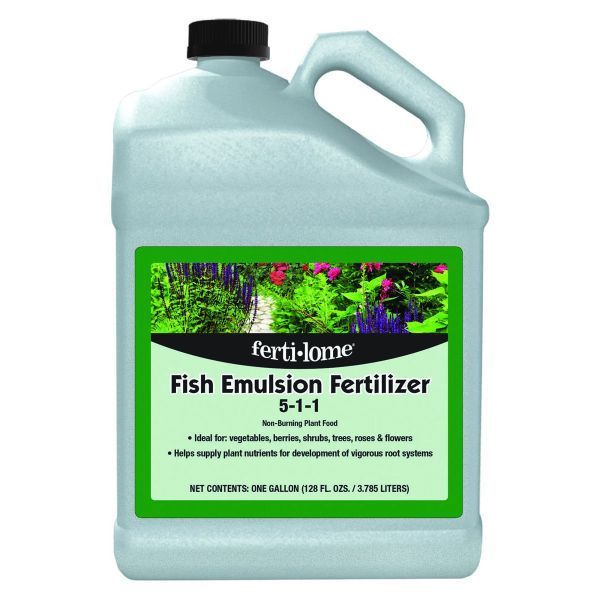 ferti•lome®
Fish Emulsion Fertilizer
5-1-1
Non-Burning Plant Food
• Ideal for: vegetables, berries, shrubs, trees, roses & flowers
• Helps supply plant nutrients for development of vigorous root systems
NET CONTENTS: ONE GALLON (128 FL. OZS. / 3.785 LITERS)